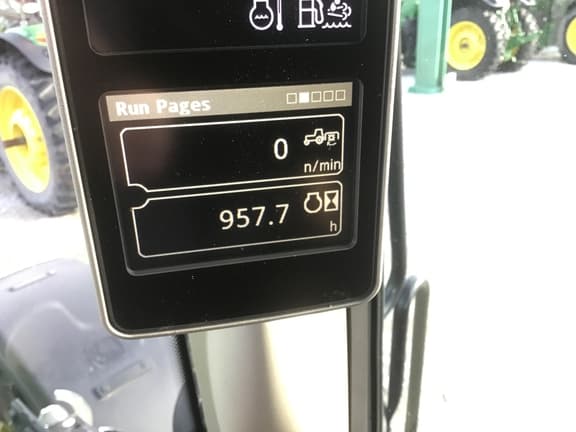 Run Pages
0
n/min
957.7
h